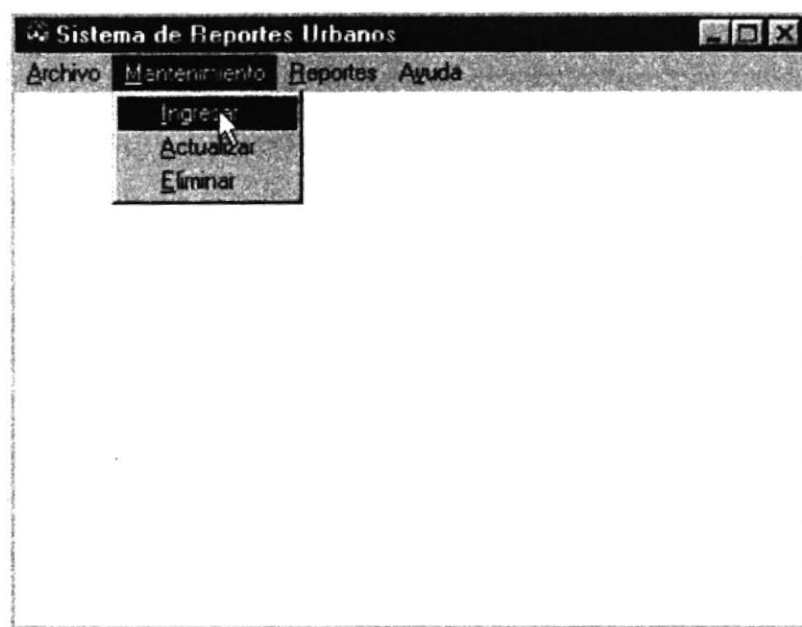 Sistema de Reportes Urbanos
Archivo Mantenimiento Reportes Ayuda
Ingresar
Actualizar
Eliminar